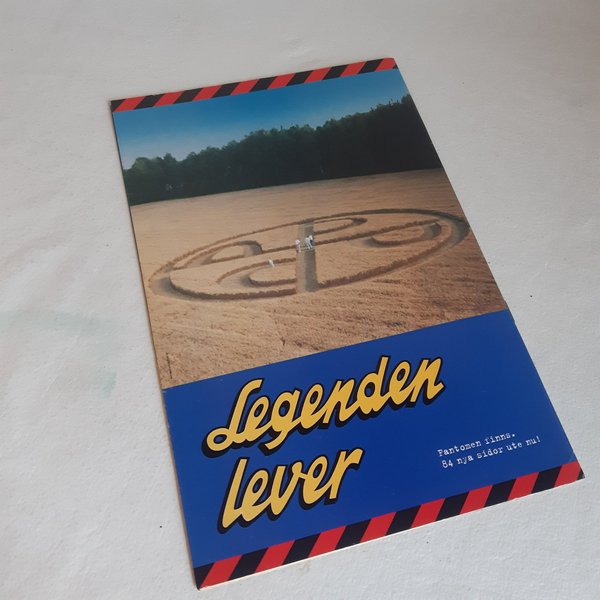 Legenden
lever
Fantomen finns.
84 nya sidor ute nu!